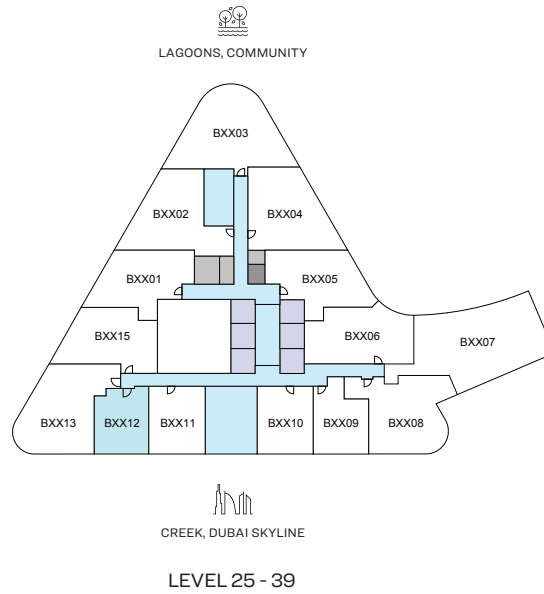 LAGOONS, COMMUNITY
BXX03
BXX02 BXX04
BXX01 BXX05
BXX15 BXX06
BXX07
BXX13 BXX12 BXX11 BXX10 BXX09 BXX08
CREEK, DUBAI SKYLINE
LEVEL 25 - 39